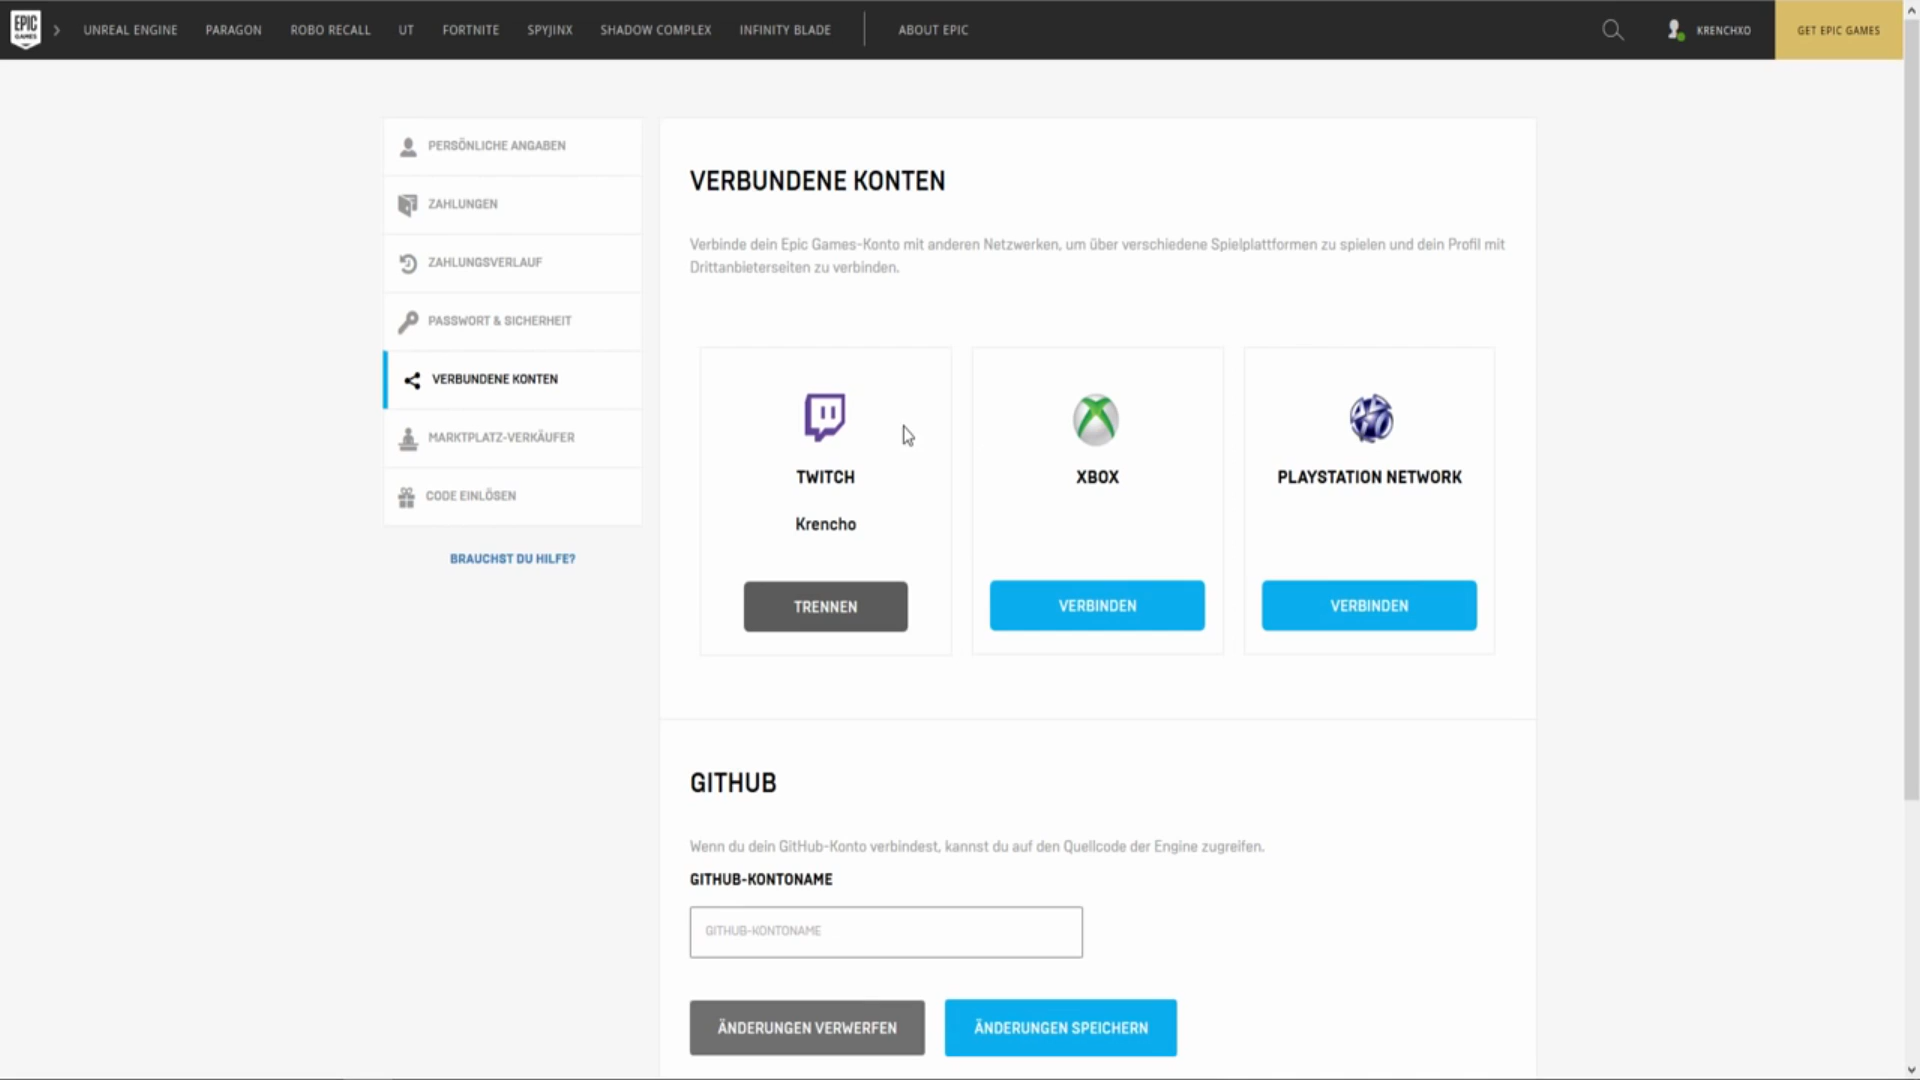 EPIC GAMES
UNREAL ENGINE PARAGON ROBO RECALL UT FORTNITE SPYJINX SHADOW COMPLEX INFINITY BLADE ABOUT EPIC KRENCHXO GET EPIC GAMES
PERSÖNLICHE ANGABEN
ZAHLUNGEN
ZAHLUNGSVERLAUF
PASSWORT & SICHERHEIT
VERBUNDENE KONTEN
MARKTPLATZ-VERKÄUFER
CODE EINLÖSEN
BRAUCHST DU HILFE?
VERBUNDENE KONTEN
Verbinde dein Epic Games-Konto mit anderen Netzwerken, um über verschiedene Spielplattformen zu spielen und dein Profil mit
Drittanbieterseiten zu verbinden.
TWITCH
Krencho
TRENNEN
XBOX
VERBINDEN
PLAYSTATION NETWORK
VERBINDEN
GITHUB
Wenn du dein GitHub-Konto verbindest, kannst du auf den Quellcode der Engine zugreifen.
GITHUB-KONTONAME
GITHUB-KONTONAME
ÄNDERUNGEN VERWERFEN ÄNDERUNGEN SPEICHERN